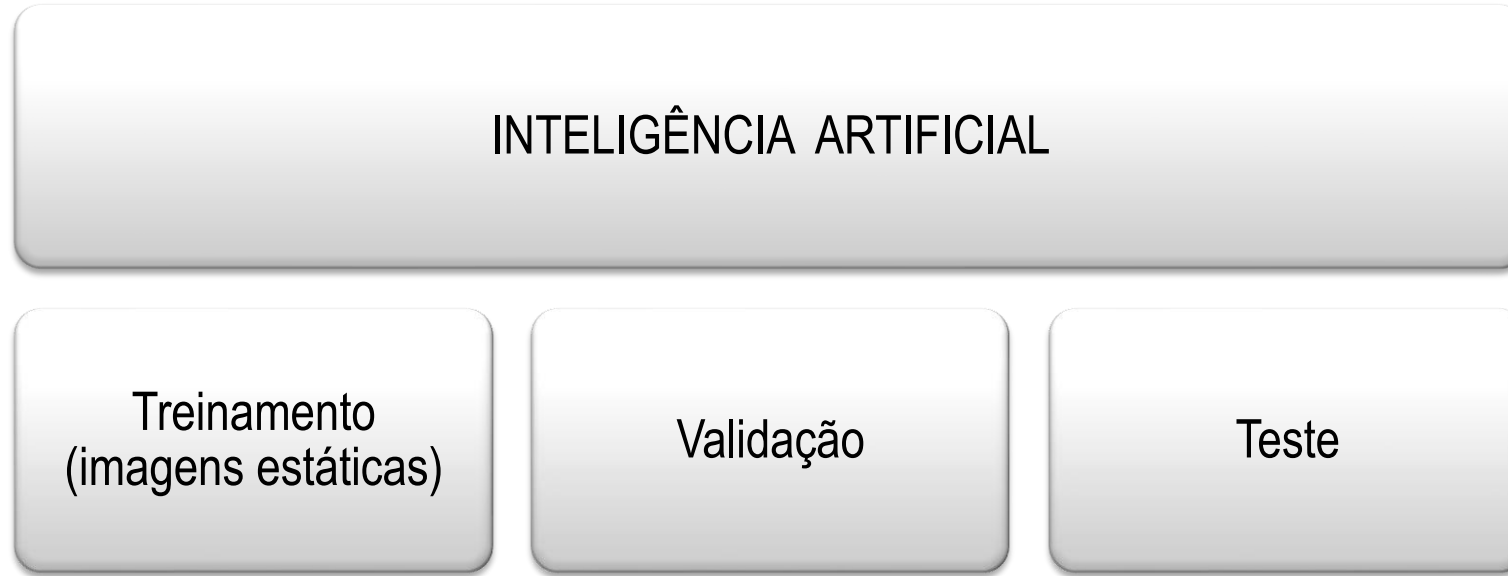 INTELIGÊNCIA ARTIFICIAL
Treinamento
(imagens estáticas)
Validação
Teste